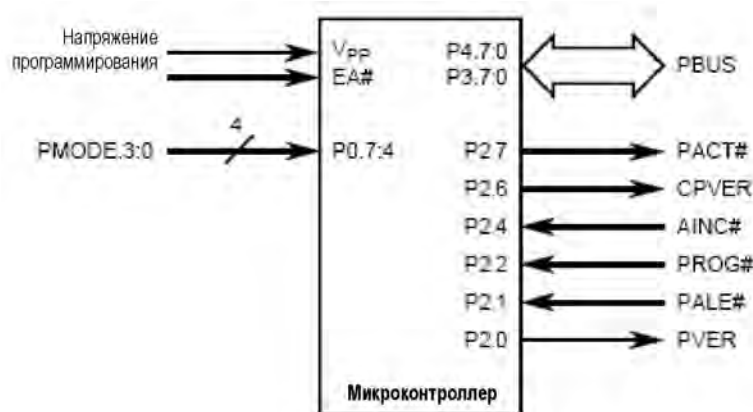 Напряжение
программирования
VPP
EA#
P4.7:0
P3.7:0
PBUS
4
PMODE.3:0
P0.7:4
P2.7
PACT#
P2.6
CPVER
P2.4
AINC#
P2.2
PROG#
P2.1
PALE#
P2.0
PVER
Микроконтроллер